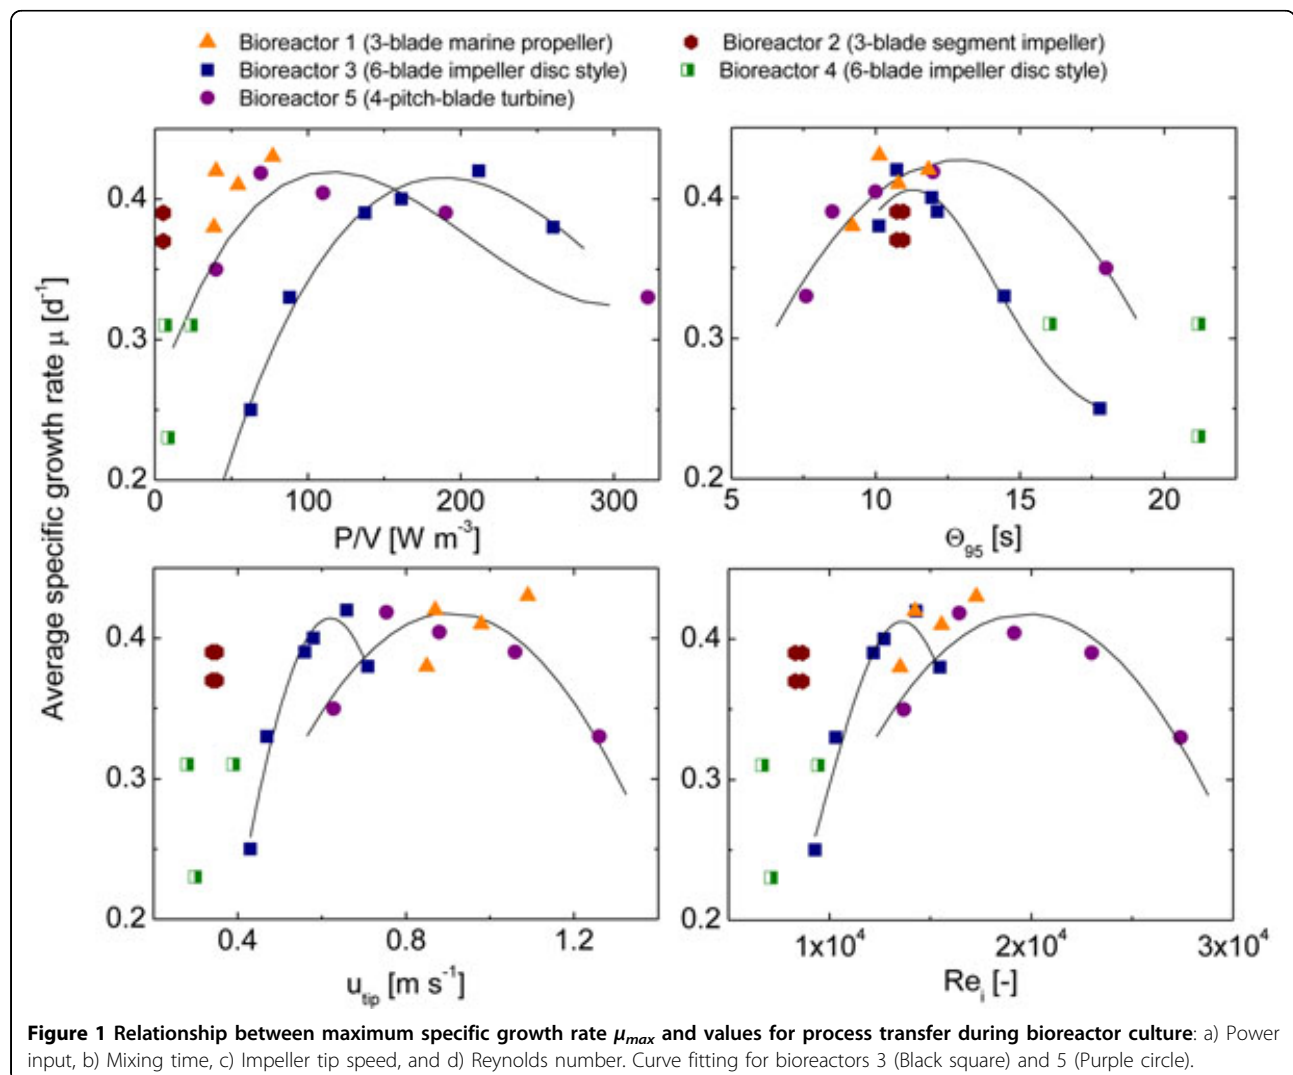 Bioreactor 1 (3-blade marine propeller)
Bioreactor 2 (3-blade segment impeller)
Bioreactor 3 (6-blade impeller disc style)
Bioreactor 4 (6-blade impeller disc style)
Bioreactor 5 (4-pitch-blade turbine)
Average specific growth rate μ [d⁻¹]
0.4
0.3
0.2
0 100 200 300
P/V [W m⁻³]
0.4
0.3
0.2
5 10 15 20
Θ₉₅ [s]
0.4
0.3
0.2
0.4 0.8 1.2
u_tip [m s⁻¹]
0.4
0.3
0.2
1x10⁴ 2x10⁴ 3x10⁴
Re_i [-]
Figure 1 Relationship between maximum specific growth rate μ_max and values for process transfer during bioreactor culture: a) Power
input, b) Mixing time, c) Impeller tip speed, and d) Reynolds number. Curve fitting for bioreactors 3 (Black square) and 5 (Purple circle).